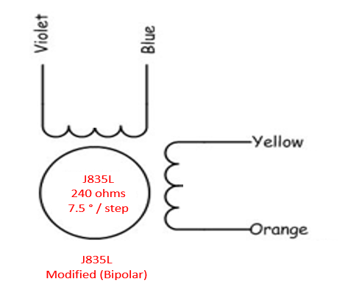 Violet
Blue
Yellow
J835L
240 ohms
7.5 ° / step
Orange
J835L
Modified (Bipolar)